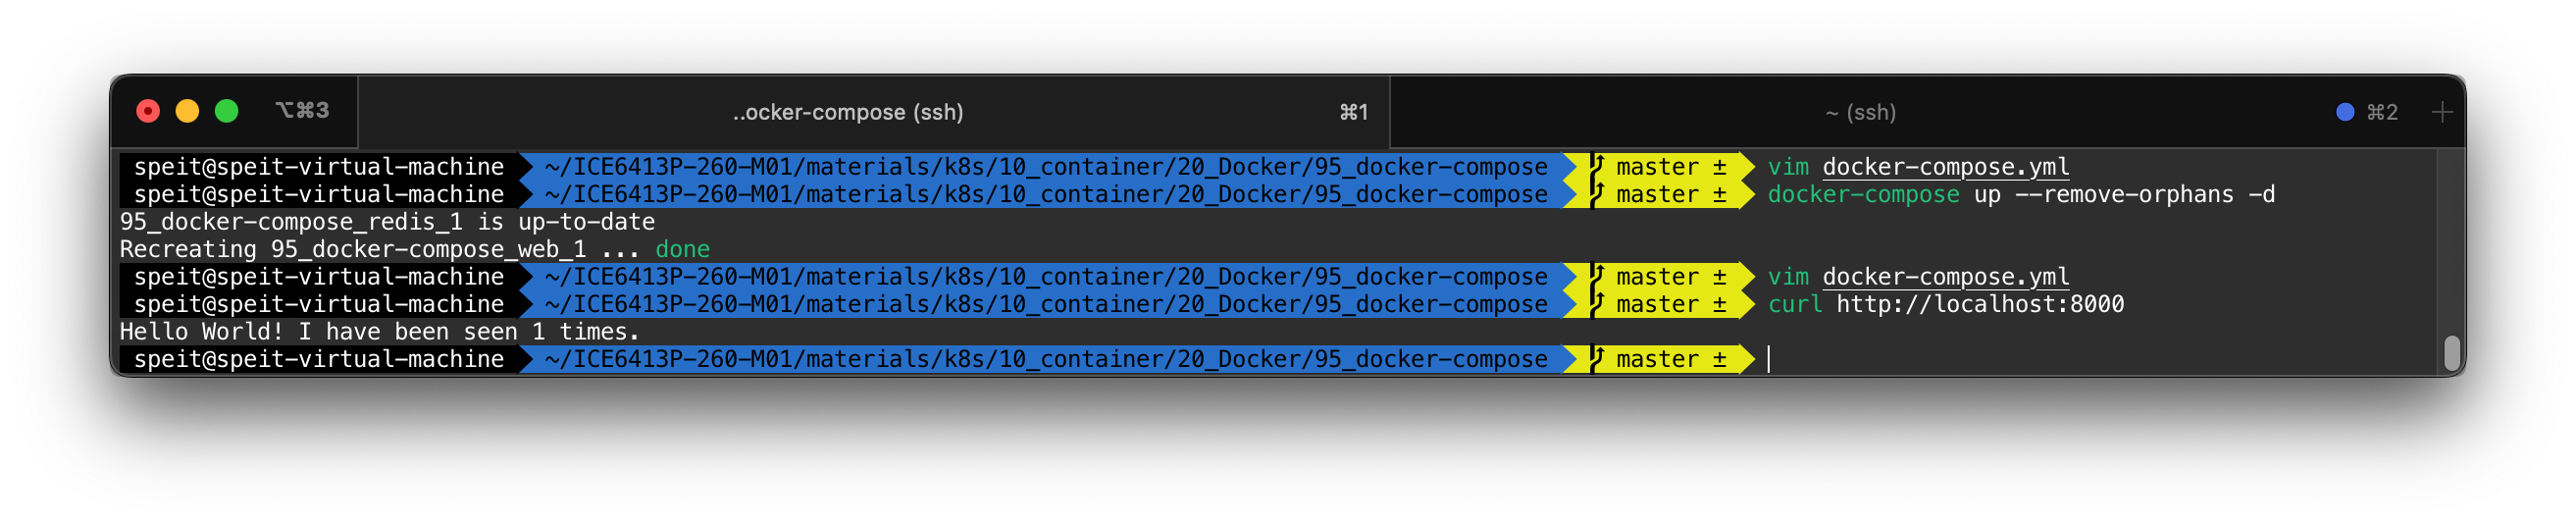 ⌥⌘3 ..ocker-compose (ssh) ⌘1 ~ (ssh) ⌘2 +
speit@speit-virtual-machine ~/ICE6413P-260-M01/materials/k8s/10_container/20_Docker/95_docker-compose master ± vim docker-compose.yml
speit@speit-virtual-machine ~/ICE6413P-260-M01/materials/k8s/10_container/20_Docker/95_docker-compose master ± docker-compose up --remove-orphans -d
95_docker-compose_redis_1 is up-to-date
Recreating 95_docker-compose_web_1 ... done
speit@speit-virtual-machine ~/ICE6413P-260-M01/materials/k8s/10_container/20_Docker/95_docker-compose master ± vim docker-compose.yml
speit@speit-virtual-machine ~/ICE6413P-260-M01/materials/k8s/10_container/20_Docker/95_docker-compose master ± curl http://localhost:8000
Hello World! I have been seen 1 times.
speit@speit-virtual-machine ~/ICE6413P-260-M01/materials/k8s/10_container/20_Docker/95_docker-compose master ±